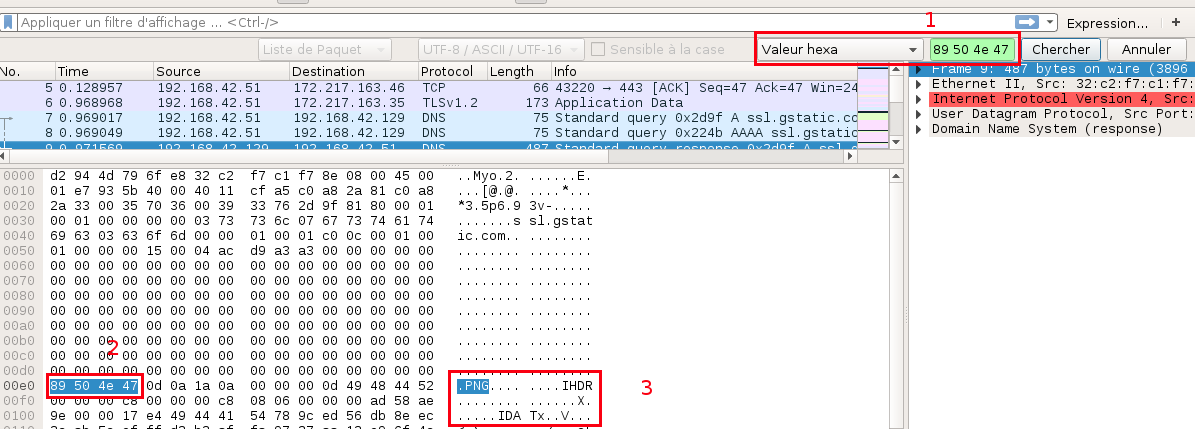 Appliquer un filtre d'affichage ... <Ctrl-/>
Expression...
+
1
Liste de Paquet
UTF-8 / ASCII / UTF-16
Sensible à la case
Valeur hexa
89 50 4e 47
Chercher
Annuler
No. Time Source Destination Protocol Length Info
5 0.128957 192.168.42.51 172.217.163.46 TCP 66 43220 → 443 [ACK] Seq=47 Ack=47 Win=24
6 0.968968 192.168.42.51 172.217.163.35 TLSv1.2 173 Application Data
7 0.969017 192.168.42.51 192.168.42.129 DNS 75 Standard query 0x2d9f A ssl.gstatic.co
8 0.969049 192.168.42.51 192.168.42.129 DNS 75 Standard query 0x224b AAAA ssl.gstatic
9 0.971569 192.168.42.129 192.168.42.51 DNS 487 Standard query response 0x2d9f A ssl.g
Frame 9: 487 bytes on wire (3896
Ethernet II, Src: 32:c2:f7:c1:f7:
Internet Protocol Version 4, Src:
User Datagram Protocol, Src Port:
Domain Name System (response)
0000 d2 94 4d 79 6f e8 32 c2 f7 c1 f7 8e 08 00 45 00 ..Myo.2. ......E.
0010 01 e7 93 5b 40 00 40 11 cf a5 c0 a8 2a 81 c0 a8 ...[@.@. ....*...
0020 2a 33 00 35 70 36 00 39 33 76 2d 9f 81 80 00 01 *3.5p6.9 3v-.....
0030 00 01 00 00 00 00 03 73 73 6c 07 67 73 74 61 74 .......s sl.gstat
0040 69 63 03 63 6f 6d 00 00 01 00 01 c0 0c 00 01 00 ic.com.. ........
0050 01 00 00 00 15 00 04 ac d9 a3 a3 00 00 00 00 00 ........ ........
0060 00 00 00 00 00 00 00 00 00 00 00 00 00 00 00 00 ........ ........
0070 00 00 00 00 00 00 00 00 00 00 00 00 00 00 00 00 ........ ........
0080 00 00 00 00 00 00 00 00 00 00 00 00 00 00 00 00 ........ ........
0090 00 00 00 00 00 00 00 00 00 00 00 00 00 00 00 00 ........ ........
00a0 00 00 00 00 00 00 00 00 00 00 00 00 00 00 00 00 ........ ........
00b0 00 00 00 00 00 00 00 00 00 00 00 00 00 00 00 00 ........ ........
2
00c0 00 00 00 00 00 00 00 00 00 00 00 00 00 00 00 00 ........ ........
00d0 00 00 00 00 00 00 00 00 00 00 00 00 00 00 00 00 ........ ........
00e0 89 50 4e 47 0d 0a 1a 0a 00 00 00 0d 49 48 44 52 .PNG.... ....IHDR
3
00f0 00 00 00 c8 00 00 00 c8 08 06 00 00 00 ad 58 ae ........ ......X.
0100 9e 00 00 17 e4 49 44 41 54 78 9c ed 56 db 8e ec .....IDA Tx..V...